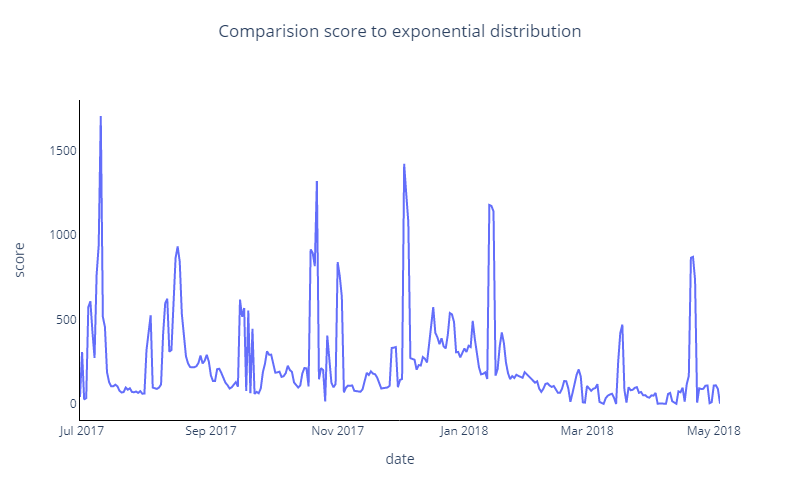 Comparision score to exponential distribution
score
1500
1000
500
0
Jul 2017 Sep 2017 Nov 2017 Jan 2018 Mar 2018 May 2018
date